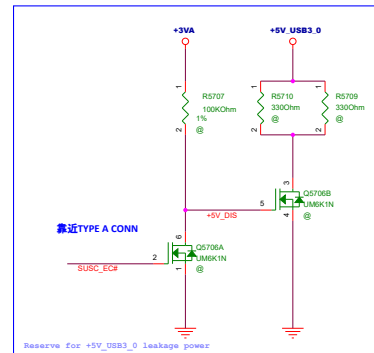 +3VA
+5V_USB3_0
1
R5707
100KOhm
1%
@
2
1
R5710
330Ohm
@
2
1
R5709
330Ohm
@
2
3
Q5706B
UM6K1N
@
5
4
+5V_DIS
靠近TYPE A CONN
6
Q5706A
UM6K1N
@
2
1
SUSC_EC#
Reserve for +5V_USB3_0 leakage power